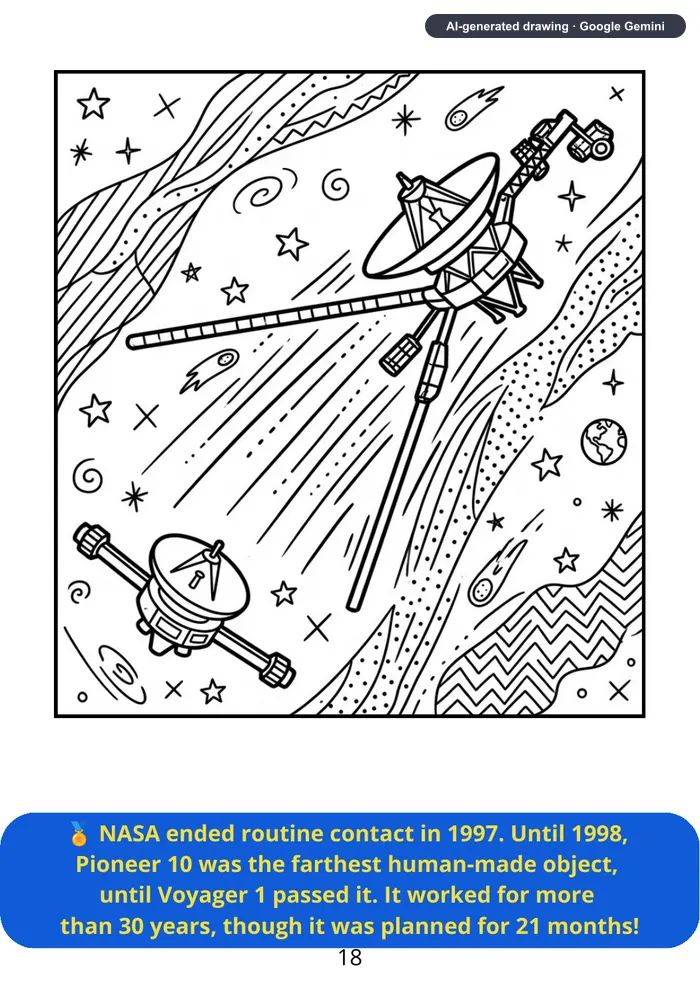 AI-generated drawing · Google Gemini
🏅 NASA ended routine contact in 1997. Until 1998,
Pioneer 10 was the farthest human-made object,
until Voyager 1 passed it. It worked for more
than 30 years, though it was planned for 21 months!
18